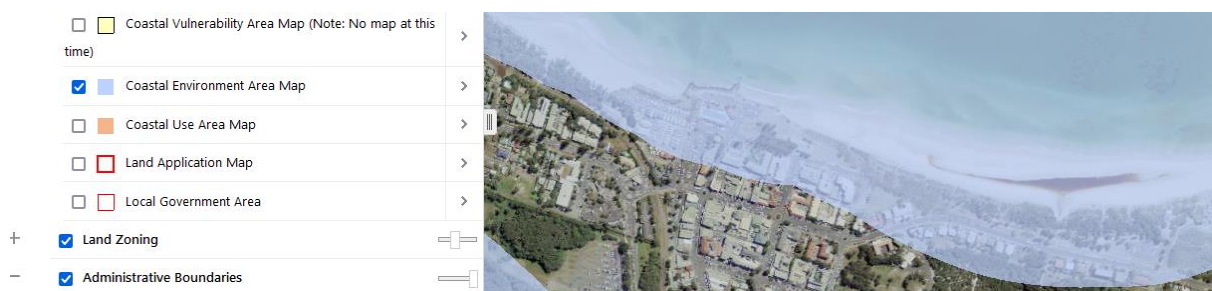 Coastal Vulnerability Area Map (Note: No map at this
time)
Coastal Environment Area Map
Coastal Use Area Map
Land Application Map
Local Government Area
Land Zoning
Administrative Boundaries